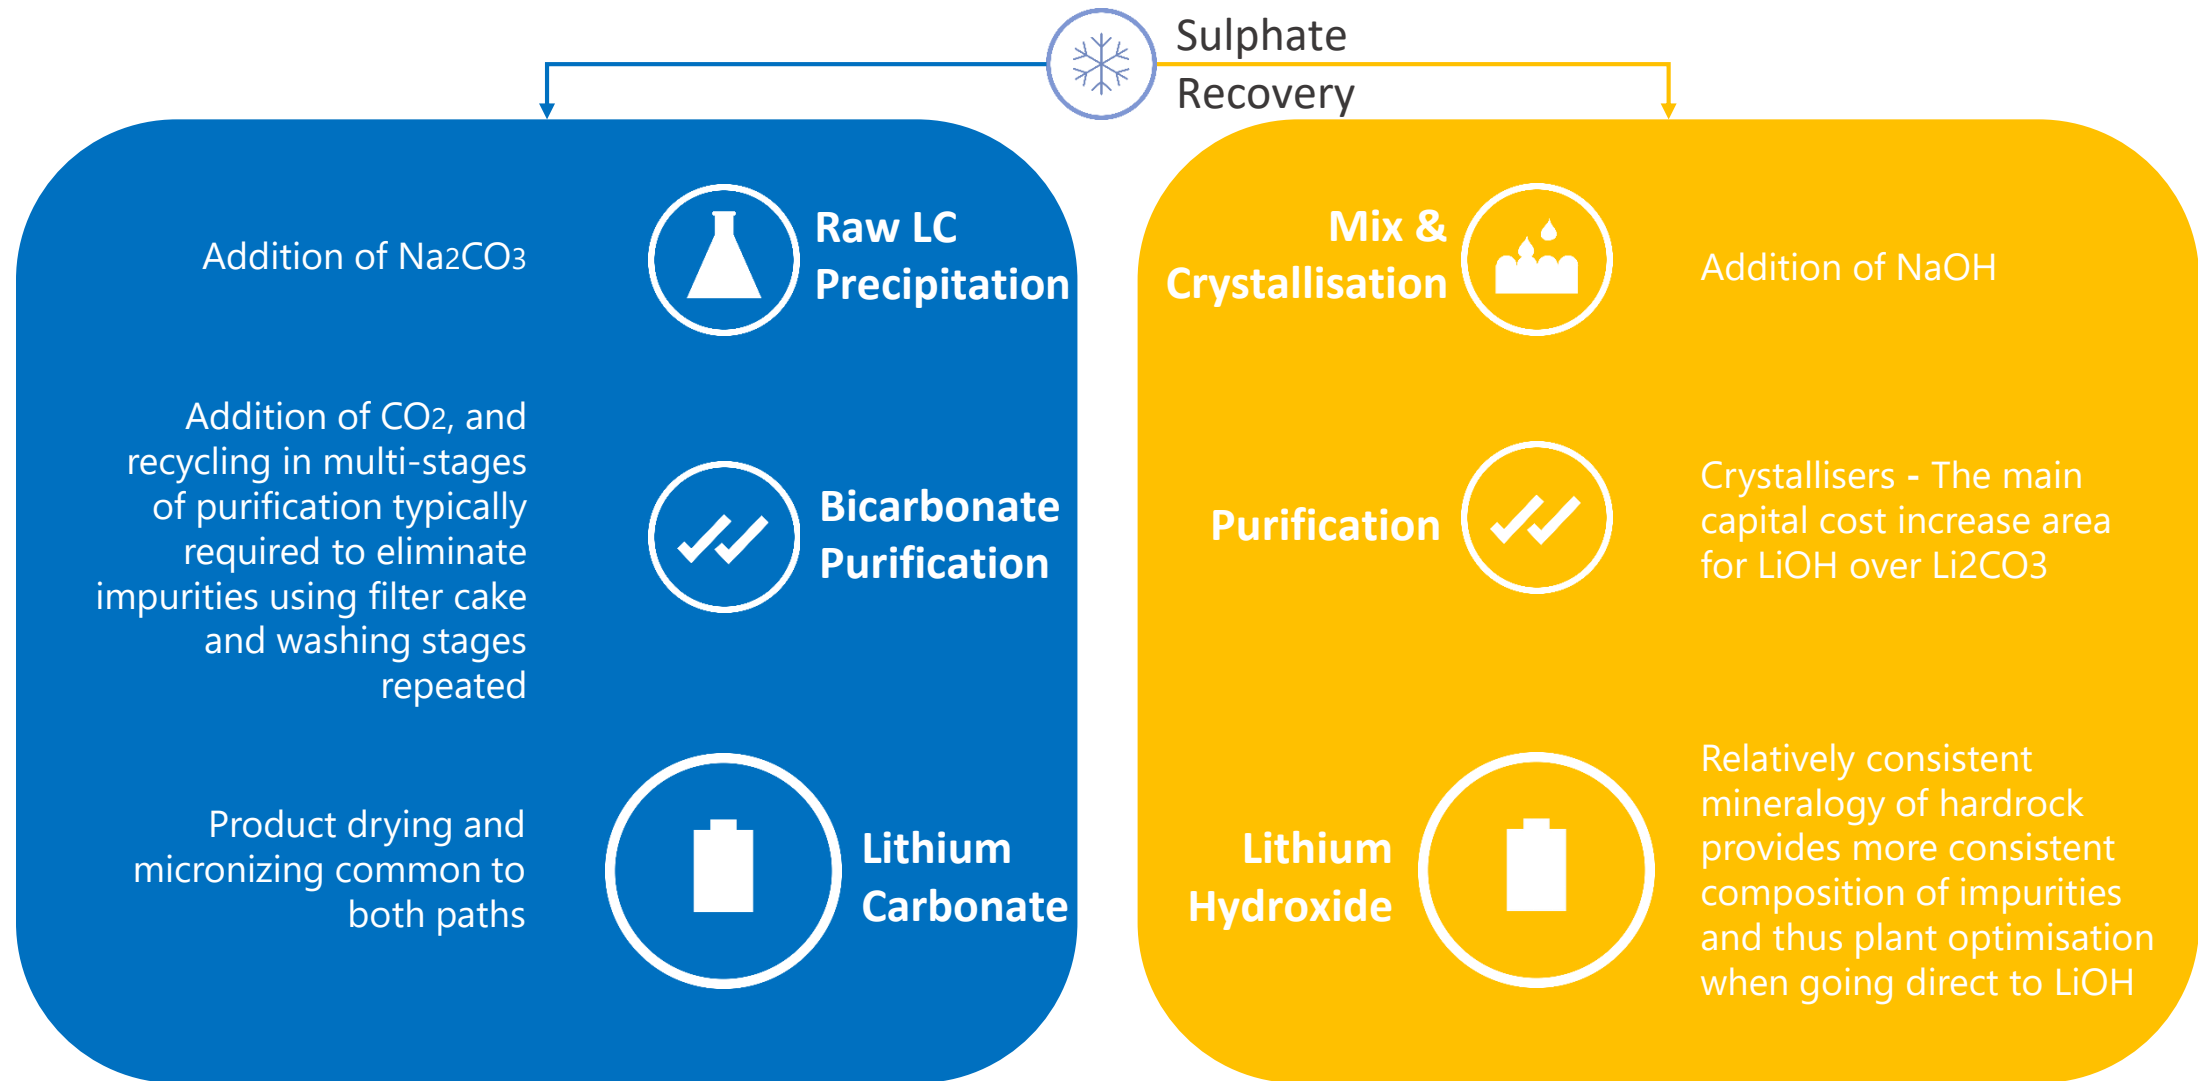 Sulphate
Recovery
Addition of Na2CO3
Raw LC
Precipitation
Addition of CO2, and
recycling in multi-stages
of purification typically
required to eliminate
impurities using filter cake
and washing stages
repeated
Bicarbonate
Purification
Product drying and
micronizing common to
both paths
Lithium
Carbonate
Mix &
Crystallisation
Addition of NaOH
Purification
Crystallisers - The main
capital cost increase area
for LiOH over Li2CO3
Lithium
Hydroxide
Relatively consistent
mineralogy of hardrock
provides more consistent
composition of impurities
and thus plant optimisation
when going direct to LiOH